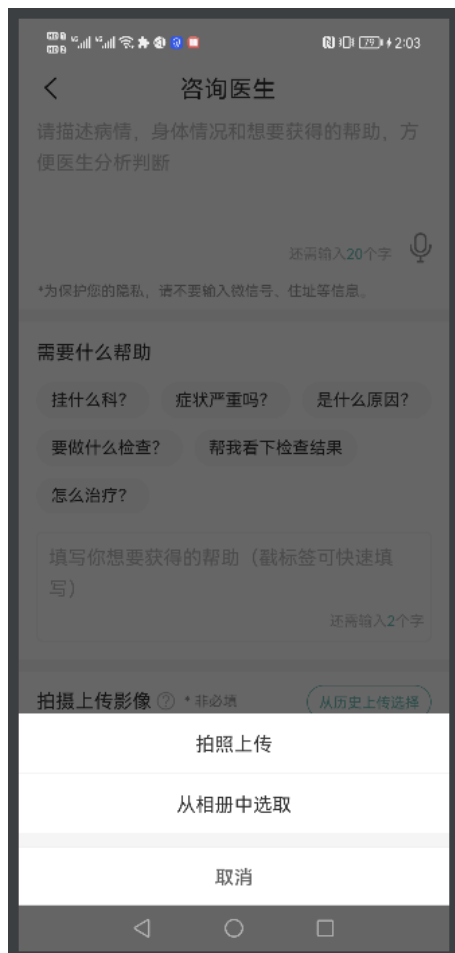 79 2:03
咨询医生
请描述病情，身体情况和想要获得的帮助，方
便医生分析判断
还需输入20个字
*为保护您的隐私，请不要输入微信号、住址等信息。
需要什么帮助
挂什么科？ 症状严重吗？ 是什么原因？
要做什么检查？ 帮我看下检查结果
怎么治疗？
填写你想要获得的帮助（戳标签可快速填
写）
还需输入2个字
拍摄上传影像 ? *非必填 从历史上传选择
拍照上传
从相册中选取
取消